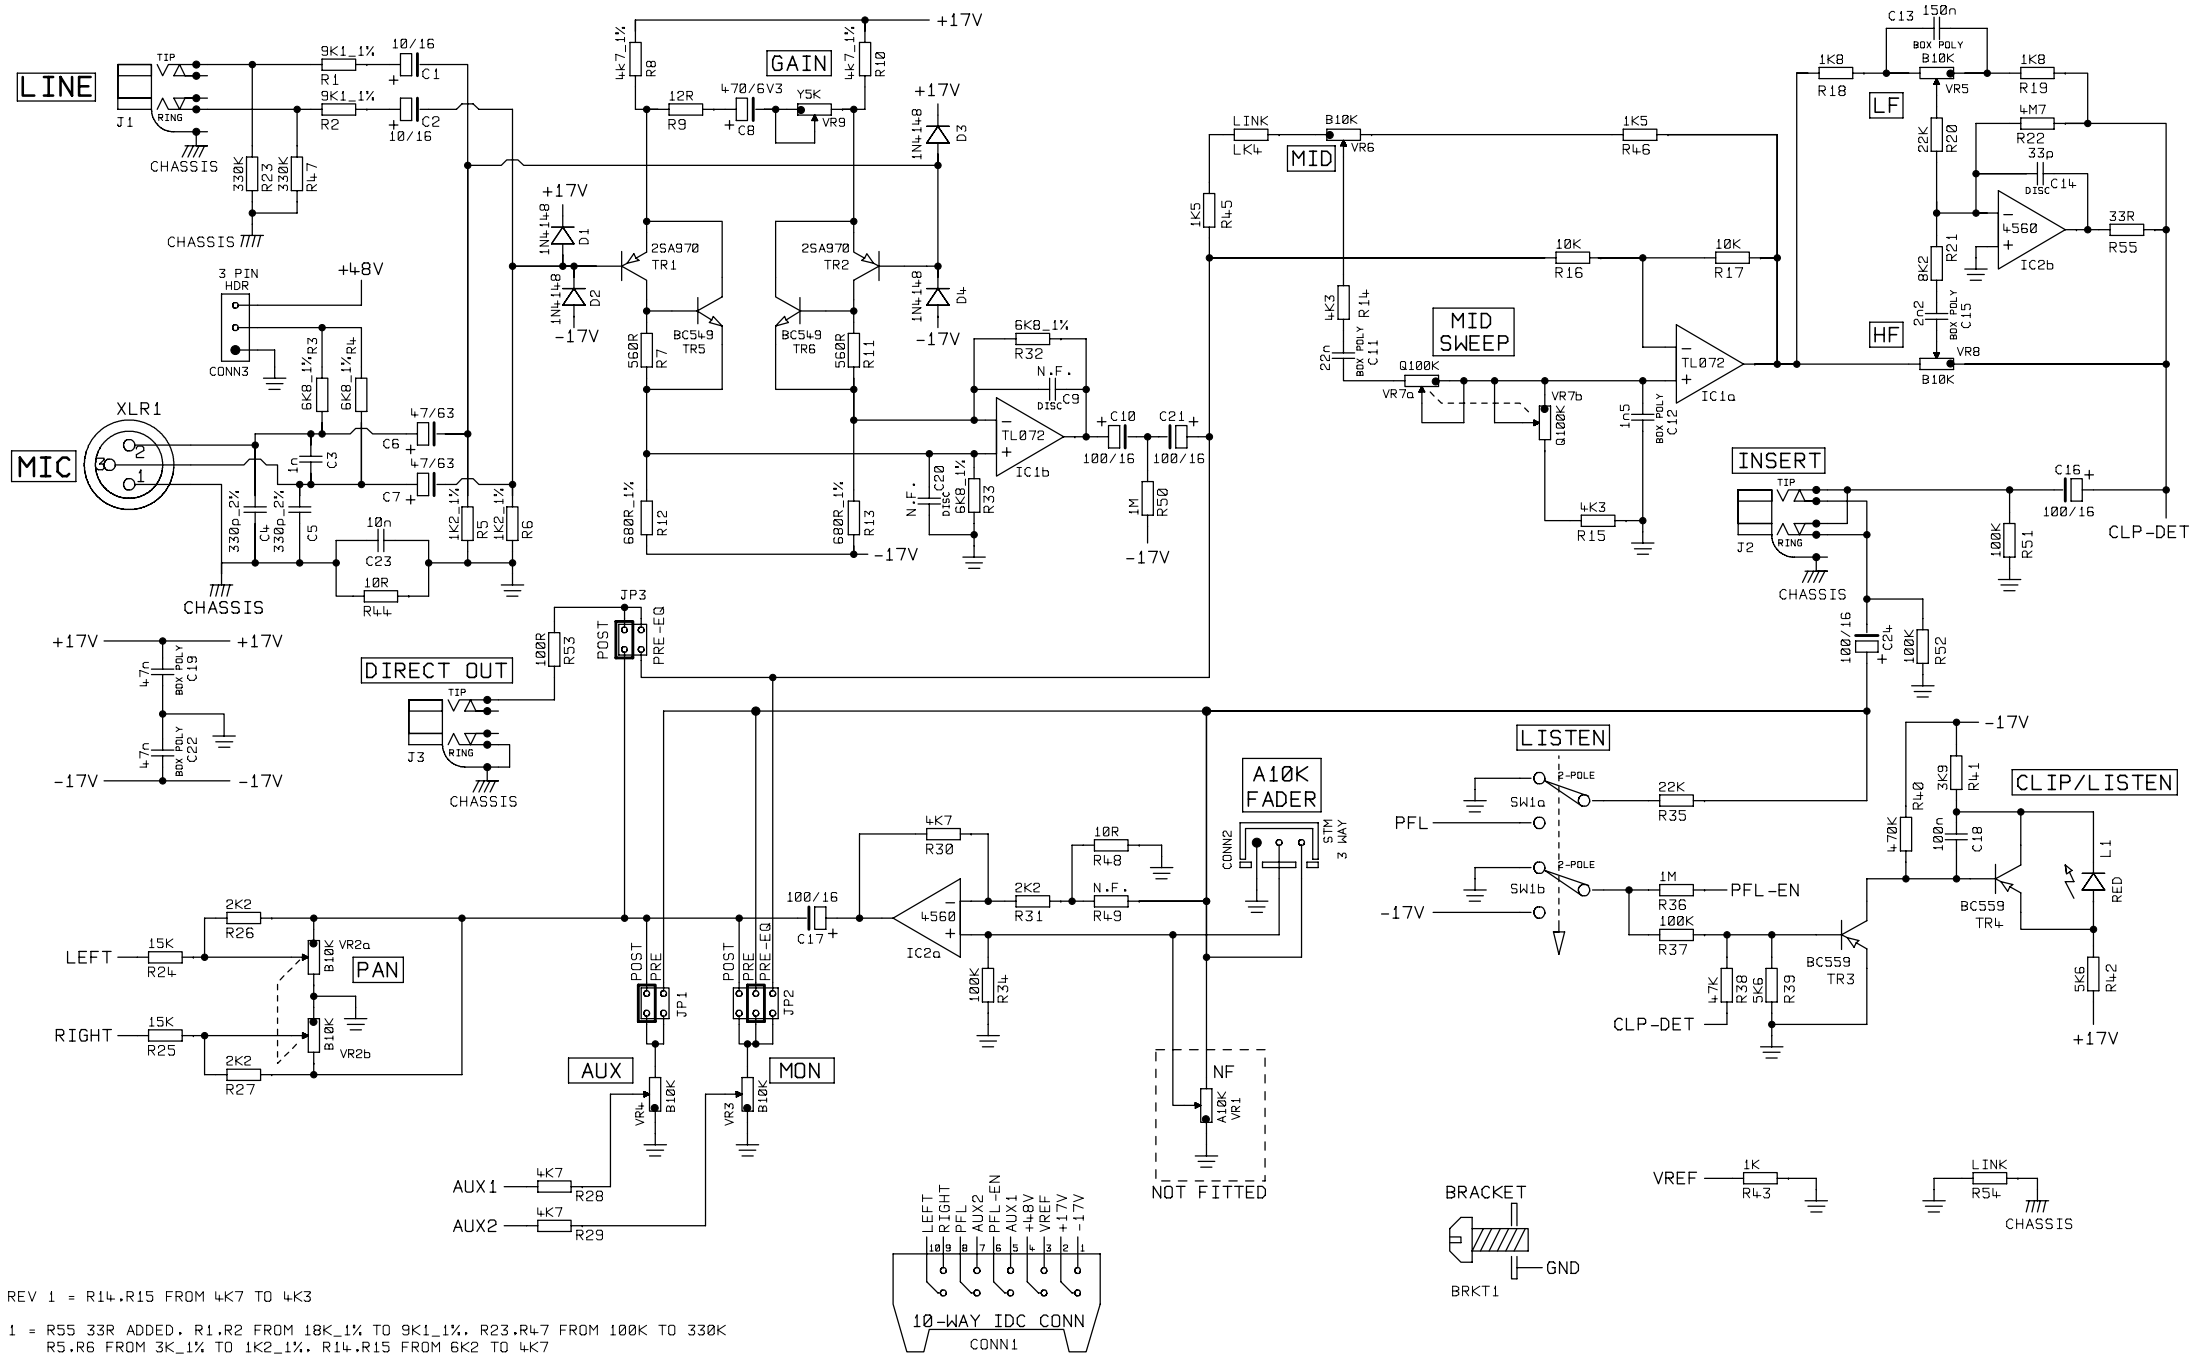 LINE
J1
TIP
RING
CHASSIS
9K1_1%
R1
10/16
+
C1
9K1_1%
R2
+
C2
10/16
330K
R23
330K
R47
CHASSIS
3 PIN
HDR
+48V
CONN3
6K8_1%
R3
6K8_1%
R4
XLR1
MIC
2
3
1
1n
C3
47/63
C6
+
47/63
C7
+
330p_2%
C4
330p_2%
C5
10n
C23
10R
R44
1K2_1%
R5
1K2_1%
R6
CHASSIS
+17V
+17V
47n
BOX POLY
C19
47n
BOX POLY
C22
-17V
-17V
4k7_1%
R8
4k7_1%
R10
+17V
GAIN
12R
R9
470/6V3
+
C8
Y5K
VR9
+17V
1N4148
D3
+17V
1N4148
D1
1N4148
D2
-17V
2SA970
TR1
2SA970
TR2
1N4148
D4
-17V
BC549
TR5
BC549
TR6
560R
R7
560R
R11
680R_1%
R12
680R_1%
R13
-17V
6K8_1%
R32
N.F.
DISC
C9
-
TL072
+
IC1b
N.F.
DISC
C20
6K8_1%
R33
+
C10
100/16
C21
+
100/16
1M
R50
-17V
LINK
LK4
B10K
VR6
MID
1K5
R46
1K5
R45
10K
R16
10K
R17
4K3
R14
22n
BOX POLY
C11
MID
SWEEP
Q100K
VR7a
VR7b
Q100K
1n5
BOX POLY
C12
-
TL072
+
IC1a
4K3
R15
C13
150n
BOX POLY
1K8
R18
B10K
VR5
1K8
R19
LF
22K
R20
4M7
R22
33p
DISC
C14
-
4560
+
IC2b
33R
R55
8K2
R21
2n2
BOX POLY
C15
HF
VR8
B10K
INSERT
TIP
RING
J2
CHASSIS
C16
+
100/16
100K
R51
CLP-DET
100/16
C24
+
100K
R52
JP3
POST
PRE-EQ
100R
R53
DIRECT OUT
TIP
RING
J3
CHASSIS
LISTEN
2-POLE
SW1a
PFL
22K
R35
2-POLE
SW1b
-17V
1M
R36
PFL-EN
100K
R37
47K
R38
5K6
R39
CLP-DET
BC559
TR3
-17V
470K
R40
3K9
R41
100n
C18
CLIP/LISTEN
BC559
TR4
L1
RED
5K6
R42
+17V
A10K
FADER
CONN2
STM
3 WAY
4K7
R30
10R
R48
2K2
R31
N.F.
R49
100/16
C17
+
-
4560
+
IC2a
100K
R34
LEFT
15K
R24
2K2
R26
VR2a
B10K
PAN
RIGHT
15K
R25
2K2
R27
B10K
VR2b
POST
PRE
JP1
POST
PRE
PRE-EQ
JP2
AUX
VR4
B10K
MON
VR3
B10K
AUX1
4K7
R28
AUX2
4K7
R29
NF
A10K
VR1
NOT FITTED
LEFT
RIGHT
PFL
AUX2
PFL-EN
AUX1
+48V
VREF
+17V
-17V
10 9 8 7 6 5 4 3 2 1
10-WAY IDC CONN
CONN1
BRACKET
GND
BRKT1
VREF
1K
R43
LINK
R54
CHASSIS
REV 1 = R14.R15 FROM 4K7 TO 4K3
1 = R55 33R ADDED. R1.R2 FROM 18K_1% TO 9K1_1%. R23.R47 FROM 100K TO 330K
R5.R6 FROM 3K_1% TO 1K2_1%. R14.R15 FROM 6K2 TO 4K7